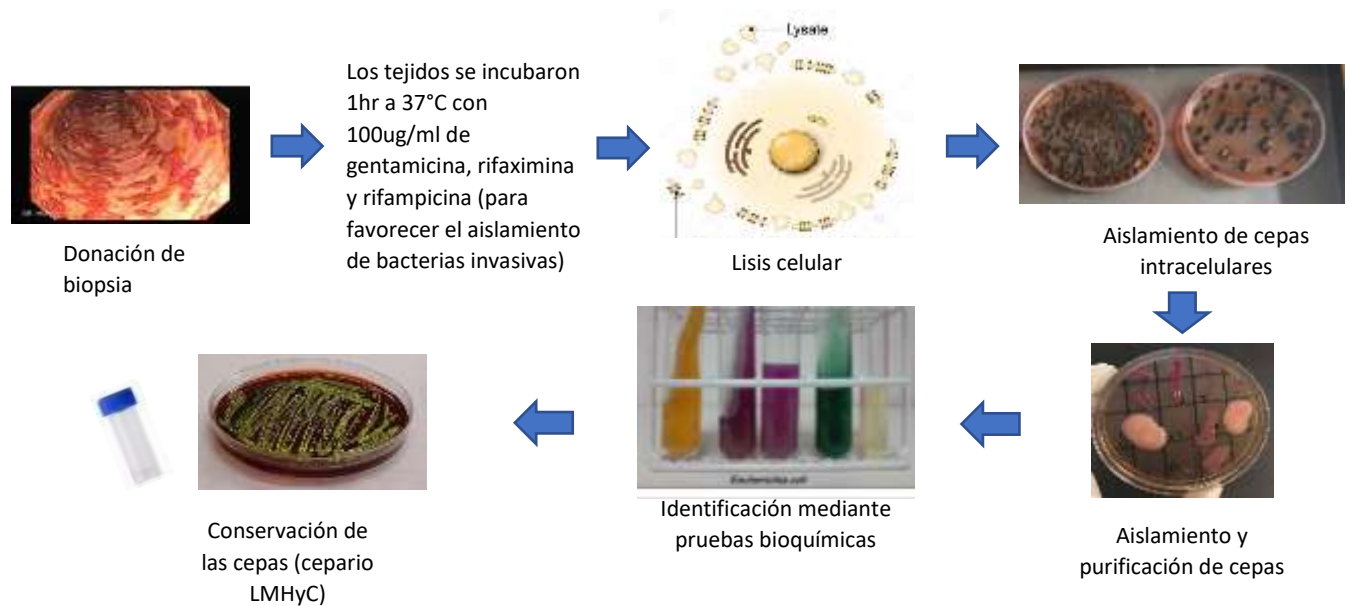 Donación de
biopsia
Los tejidos se incubaron
1hr a 37°C con
100ug/ml de
gentamicina, rifaximina
y rifampicina (para
favorecer el aislamiento
de bacterias invasivas)
Lysate
Lisis celular
Aislamiento de cepas
intracelulares
Aislamiento y
purificación de cepas
Escherichia coli
Identificación mediante
pruebas bioquímicas
Conservación de
las cepas (cepario
LMHyC)